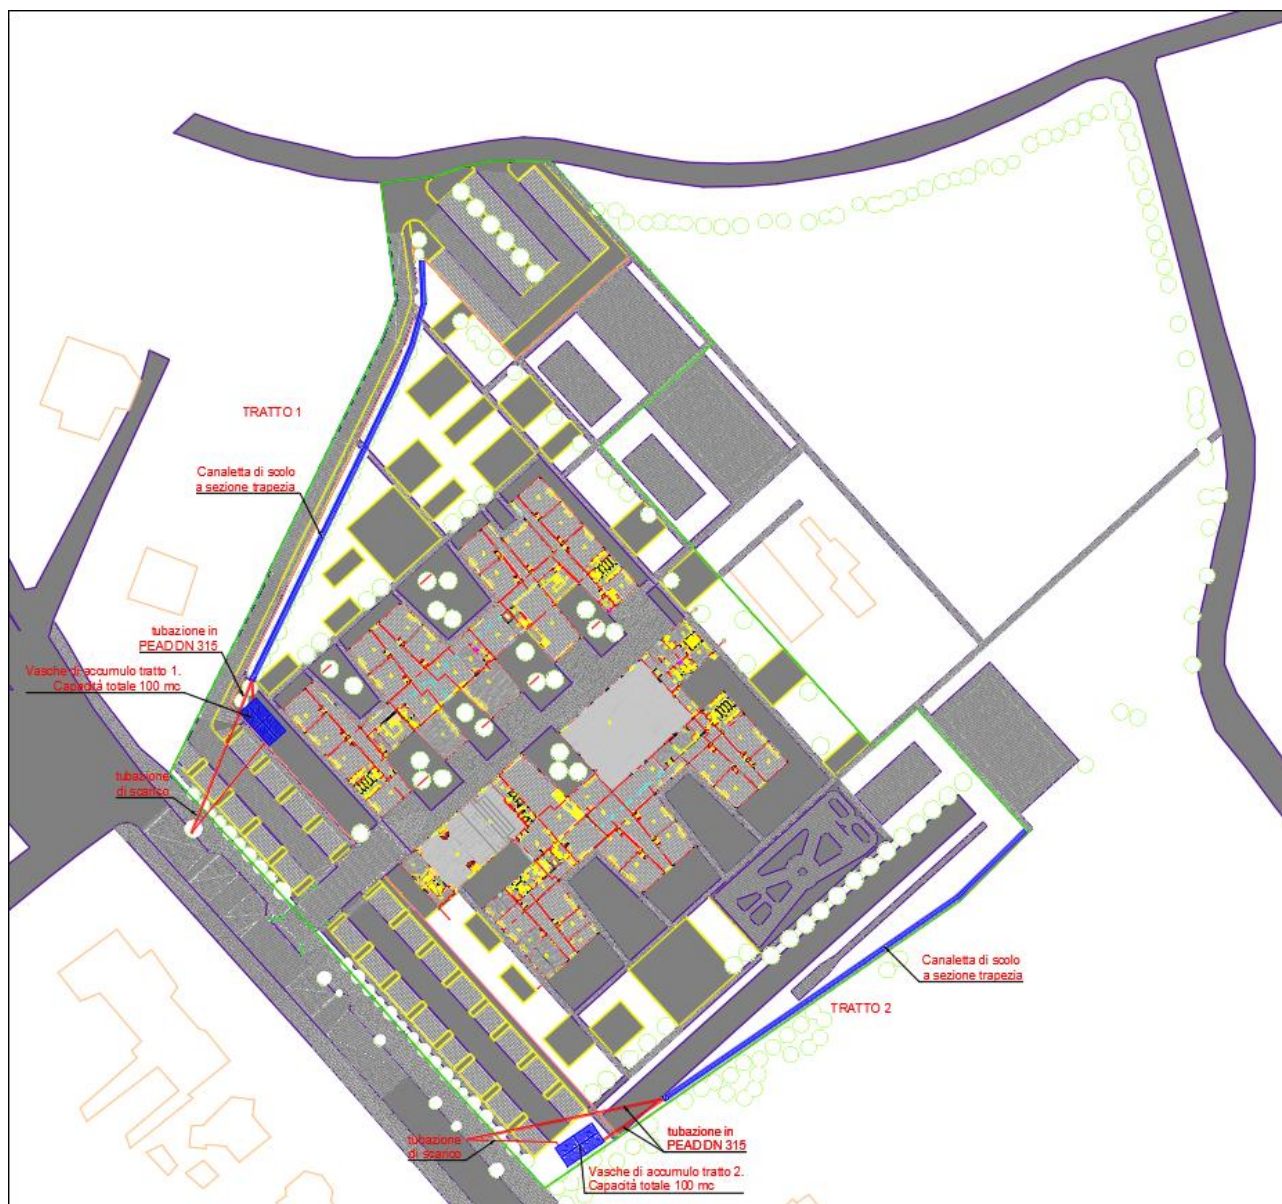 TRATTO 1
Canaletta di scolo
a sezione trapezia
tubazione in
PEAD DN 315
Vasche di accumulo tratto 1.
Capacità totale 100 mc
tubazione
di scarico
Canaletta di scolo
a sezione trapezia
TRATTO 2
tubazione in
PEAD DN 315
tubazione
di scarico
Vasche di accumulo tratto 2.
Capacità totale 100 mc